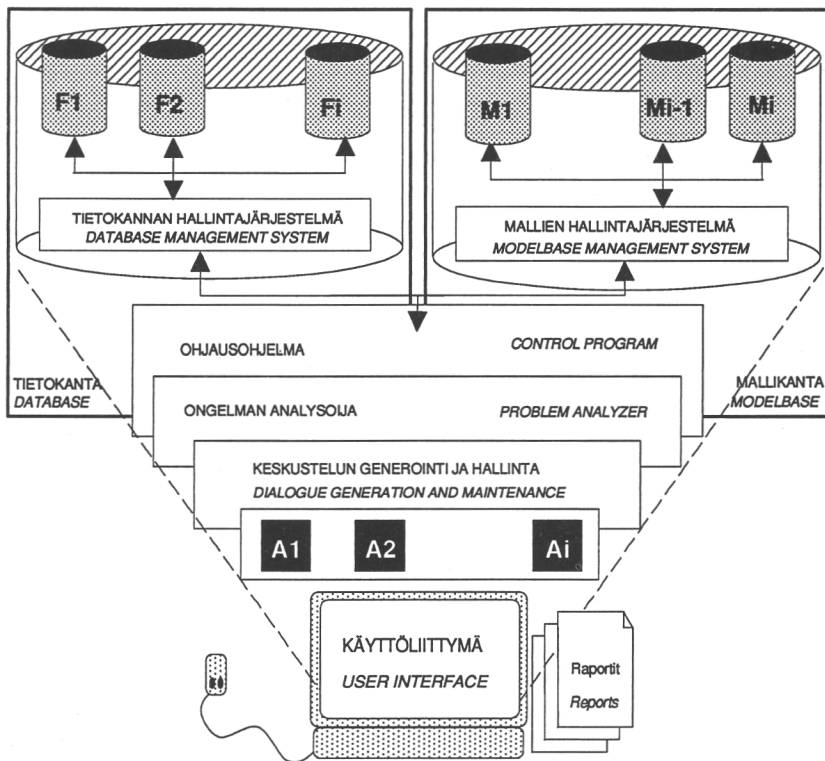 F1
F2
Fi
M1
Mi-1
Mi
TIETOKANNAN HALLINTAJÄRJESTELMÄ
DATABASE MANAGEMENT SYSTEM
MALLIEN HALLINTAJÄRJESTELMÄ
MODELBASE MANAGEMENT SYSTEM
OHJAUSOHJELMA
CONTROL PROGRAM
TIETOKANTA
DATABASE
MALLIKANTA
MODELBASE
ONGELMAN ANALYSOIJA
PROBLEM ANALYZER
KESKUSTELUN GENEROINTI JA HALLINTA
DIALOGUE GENERATION AND MAINTENANCE
A1
A2
Ai
KÄYTTÖLIITTYMÄ
USER INTERFACE
Raportit
Reports